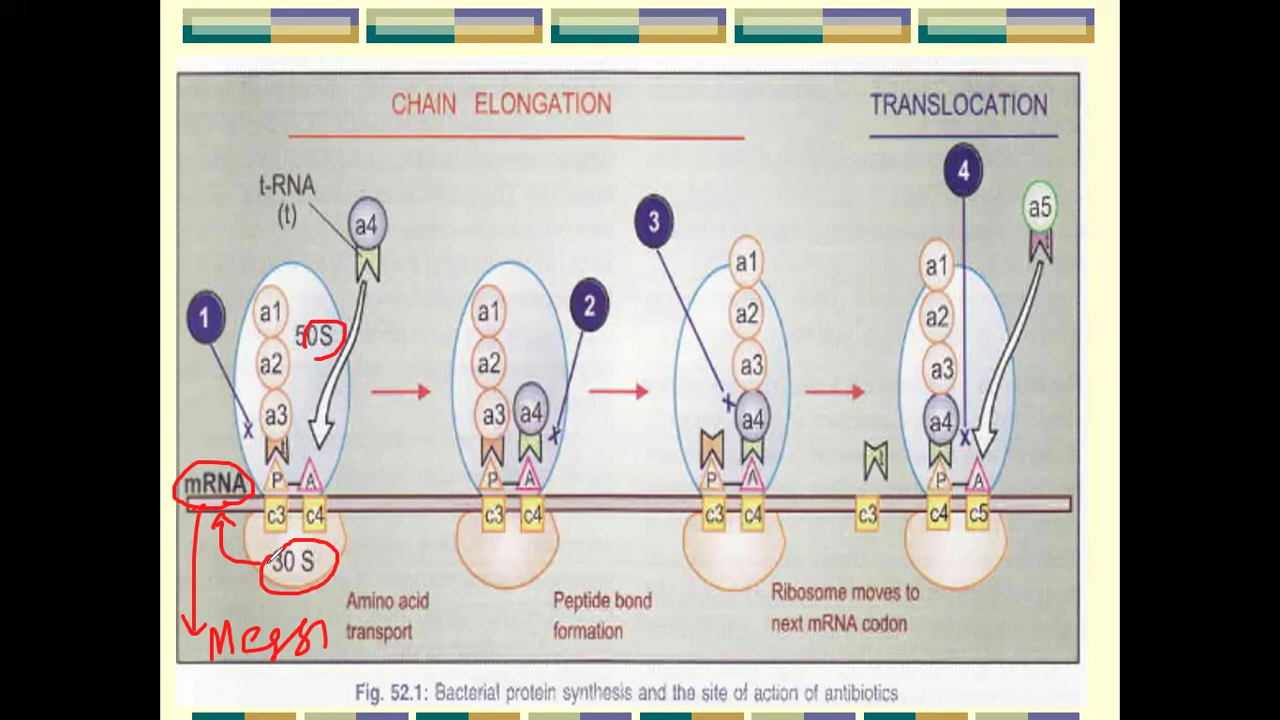 CHAIN ELONGATION
TRANSLOCATION
t-RNA
(t)
a4
1
a1
a2
a3
50S
P
A
mRNA
c3
c4
30 S
Amino acid
transport
a1
a2
a3
a4
2
P
A
c3
c4
Peptide bond
formation
3
a1
a2
a3
a4
P
A
c3
c4
Ribosome moves to
next mRNA codon
4
a5
t
a1
a2
a3
a4
t
P
A
c3
c4
c5
Fig. 52.1: Bacterial protein synthesis and the site of action of antibiotics